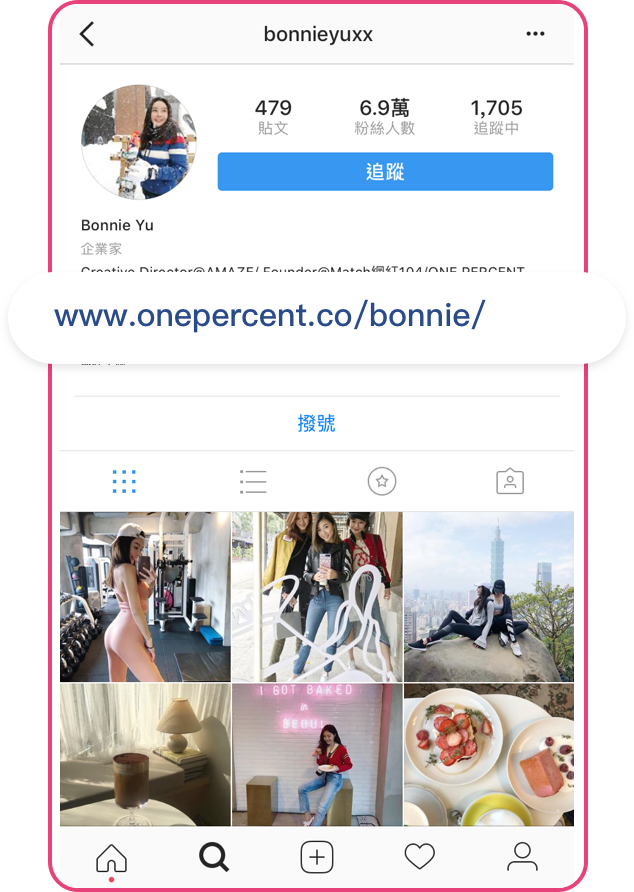 bonnieyuxx
479
6.9萬
1,705
貼文
粉絲人數
追蹤中
追蹤
Bonnie Yu
企業家
Creative Director@AMAZE/ Founder@Match網紅104/ONE PERCENT
www.onepercent.co/bonnie/
撥號
I GOT BAKED
in
SEOUL